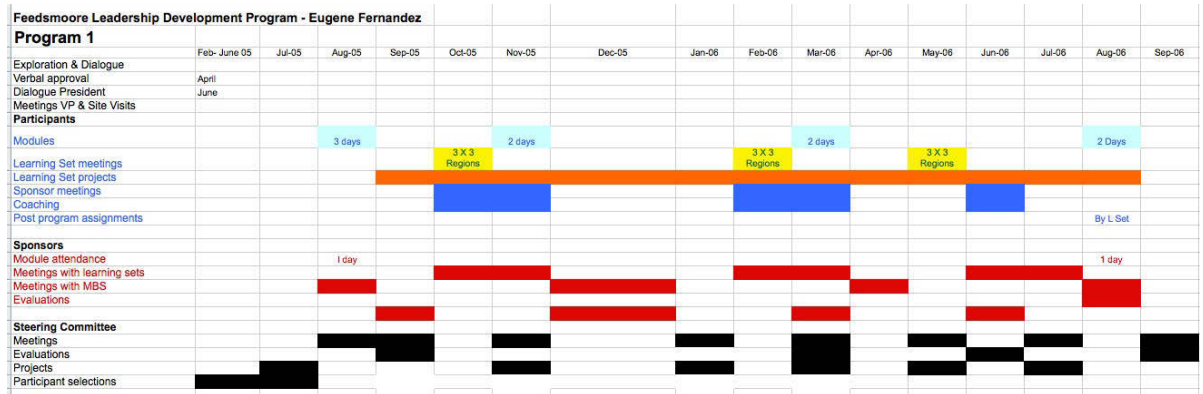 Feedsmoore Leadership Development Program - Eugene Fernandez
Program 1
Feb- June 05 Jul-05 Aug-05 Sep-05 Oct-05 Nov-05 Dec-05 Jan-06 Feb-06 Mar-06 Apr-06 May-06 Jun-06 Jul-06 Aug-06 Sep-06
Exploration & Dialogue
Verbal approval April
Dialogue President June
Meetings VP & Site Visits
Participants
Modules 3 days 2 days 2 days 2 Days
3 X 3 3 X 3 3 X 3
Learning Set meetings Regions Regions Regions
Learning Set projects
Sponsor meetings
Coaching
Post program assignments By L Set
Sponsors
Module attendance I day 1 day
Meetings with learning sets
Meetings with MBS
Evaluations
Steering Committee
Meetings
Evaluations
Projects
Participant selections